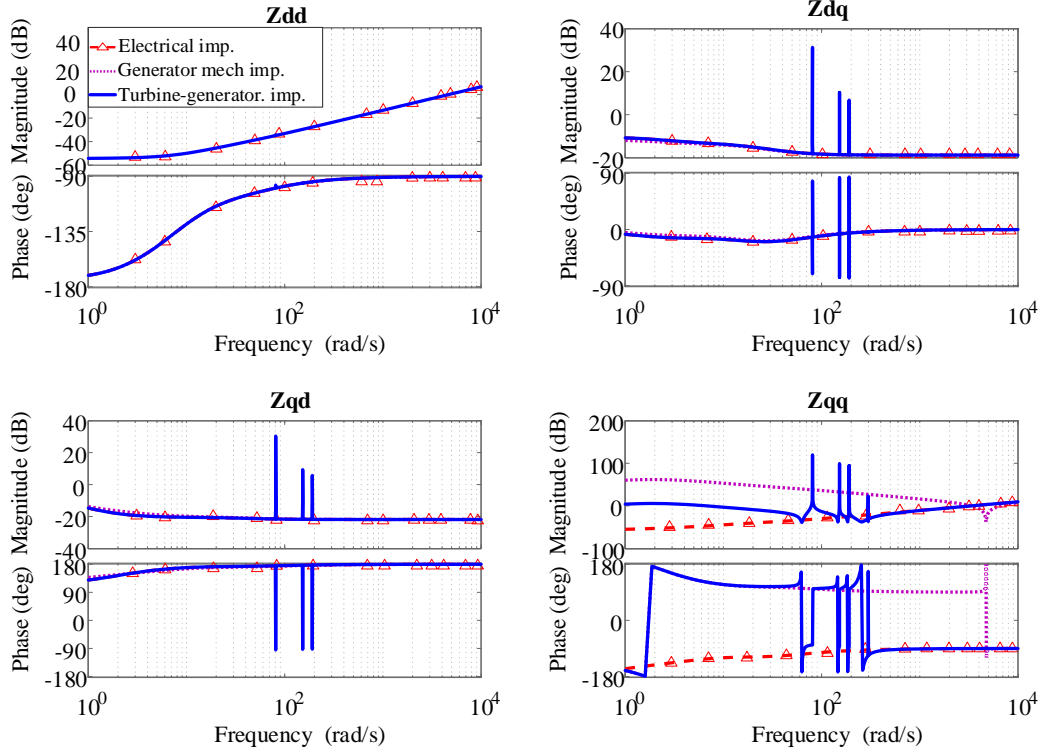 Zdd
Magnitude (dB)
40
20
0
-20
-40
-60
Electrical imp.
Generator mech imp.
Turbine-generator. imp.
Phase (deg)
-90
-135
-180
10^0
10^2
10^4
Frequency (rad/s)
Zdq
Magnitude (dB)
40
20
0
-20
Phase (deg)
90
0
-90
10^0
10^2
10^4
Frequency (rad/s)
Zqd
Magnitude (dB)
40
20
0
-20
-40
Phase (deg)
180
90
0
-90
-180
10^0
10^2
10^4
Frequency (rad/s)
Zqq
Magnitude (dB)
200
100
0
-100
Phase (deg)
180
90
0
-90
-180
10^0
10^2
10^4
Frequency (rad/s)